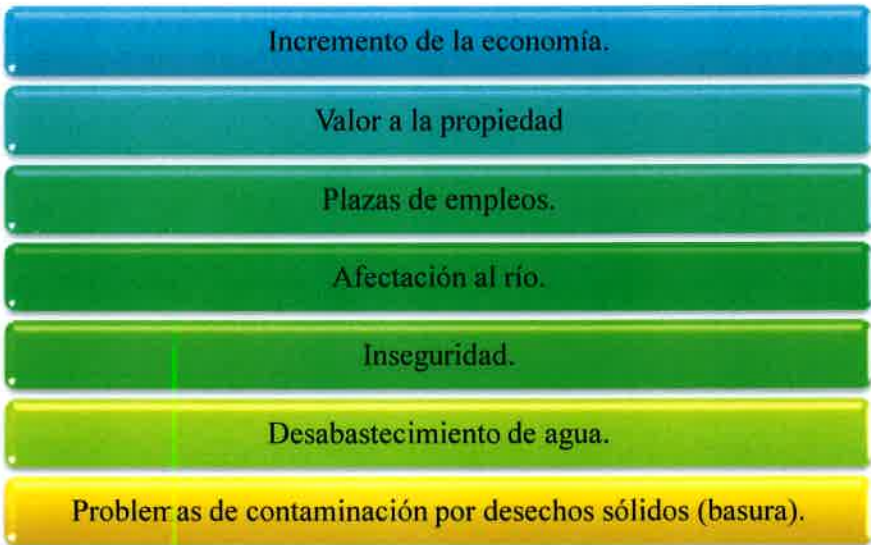 Incremento de la economía.
Valor a la propiedad
Plazas de empleos.
Afectación al río.
Inseguridad.
Desabastecimiento de agua.
Problemas de contaminación por desechos sólidos (basura).